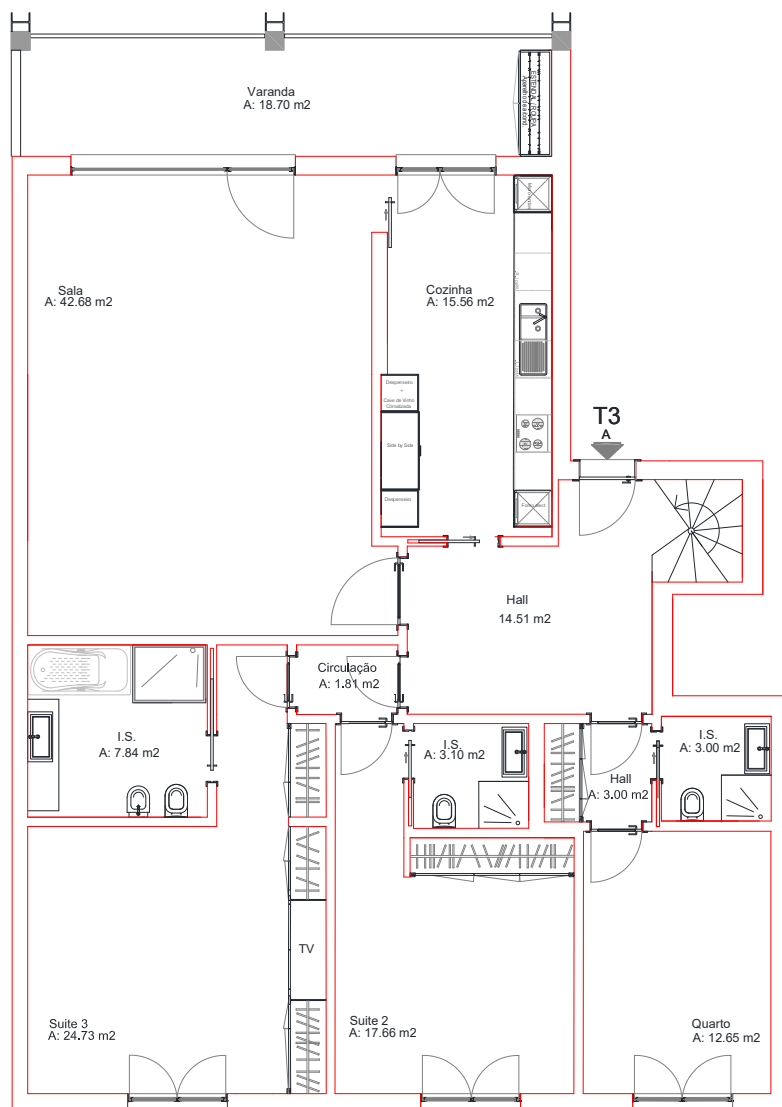 Varanda
A: 18.70 m2
ESTENDAL / ROUPA
Sala
A: 42.68 m2
Cozinha
A: 15.56 m2
Despenseiro
+
Cave de Vinho
Climatizada
Side by Side
Despenseiro
T3
A
Hall
14.51 m2
Circulação
A: 1.81 m2
I.S.
A: 7.84 m2
I.S.
A: 3.10 m2
I.S.
A: 3.00 m2
Hall
A: 3.00 m2
TV
Suite 3
A: 24.73 m2
Suite 2
A: 17.66 m2
Quarto
A: 12.65 m2